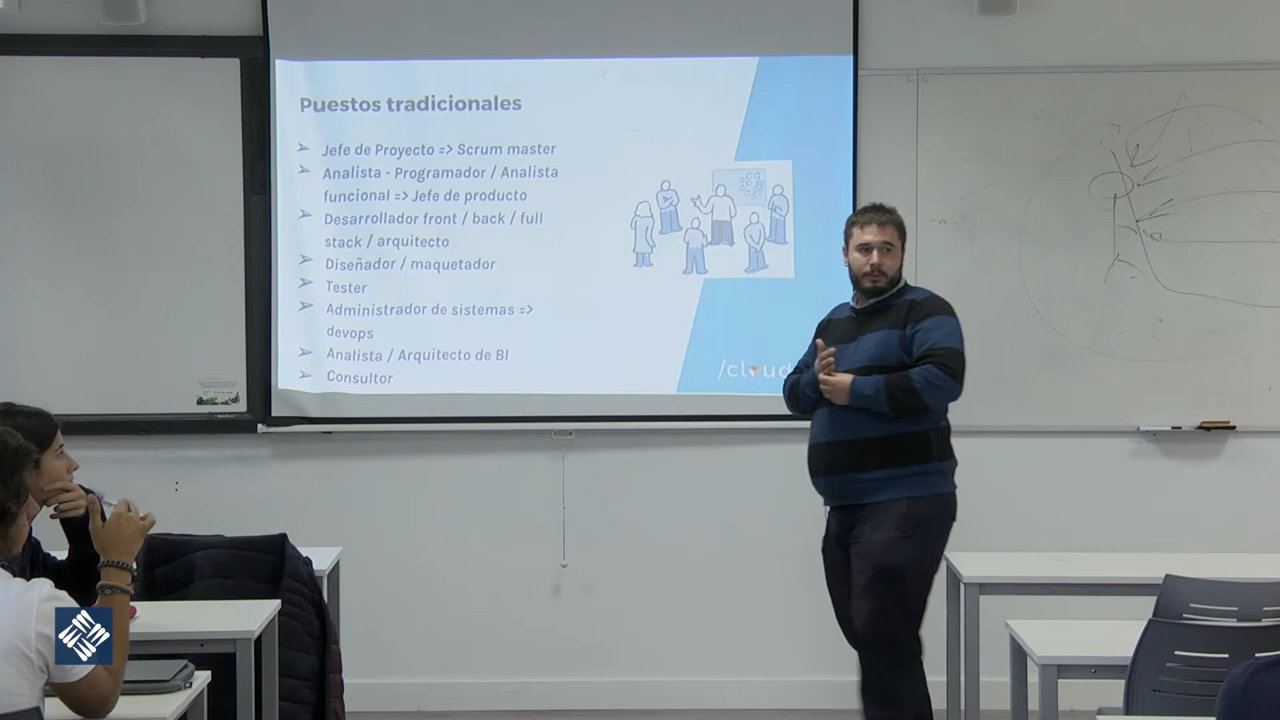 Puestos tradicionales
Jefe de Proyecto => Scrum master
Analista - Programador / Analista
funcional => Jefe de producto
Desarrollador front / back / full
stack / arquitecto
Diseñador / maquetador
Tester
Administrador de sistemas =>
devops
Analista / Arquitecto de BI
Consultor
/cloud